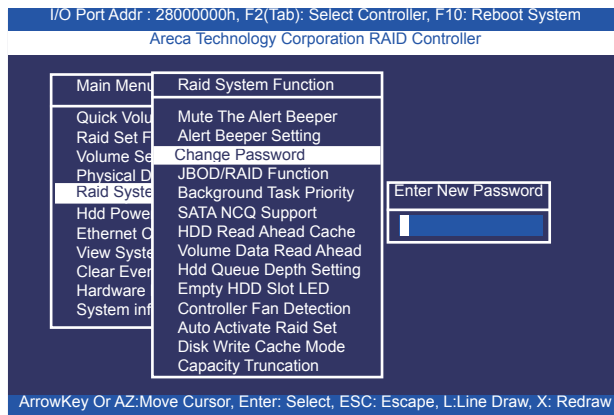 I/O Port Addr : 28000000h, F2(Tab): Select Controller, F10: Reboot System
Areca Technology Corporation RAID Controller
Main Menu
Quick Volu
Raid Set F
Volume Se
Physical D
Raid Syste
Hdd Powe
Ethernet C
View Syste
Clear Even
Hardware
System inf
Raid System Function
Mute The Alert Beeper
Alert Beeper Setting
Change Password
JBOD/RAID Function
Background Task Priority
SATA NCQ Support
HDD Read Ahead Cache
Volume Data Read Ahead
Hdd Queue Depth Setting
Empty HDD Slot LED
Controller Fan Detection
Auto Activate Raid Set
Disk Write Cache Mode
Capacity Truncation
Enter New Password
ArrowKey Or AZ:Move Cursor, Enter: Select, ESC: Escape, L:Line Draw, X: Redraw